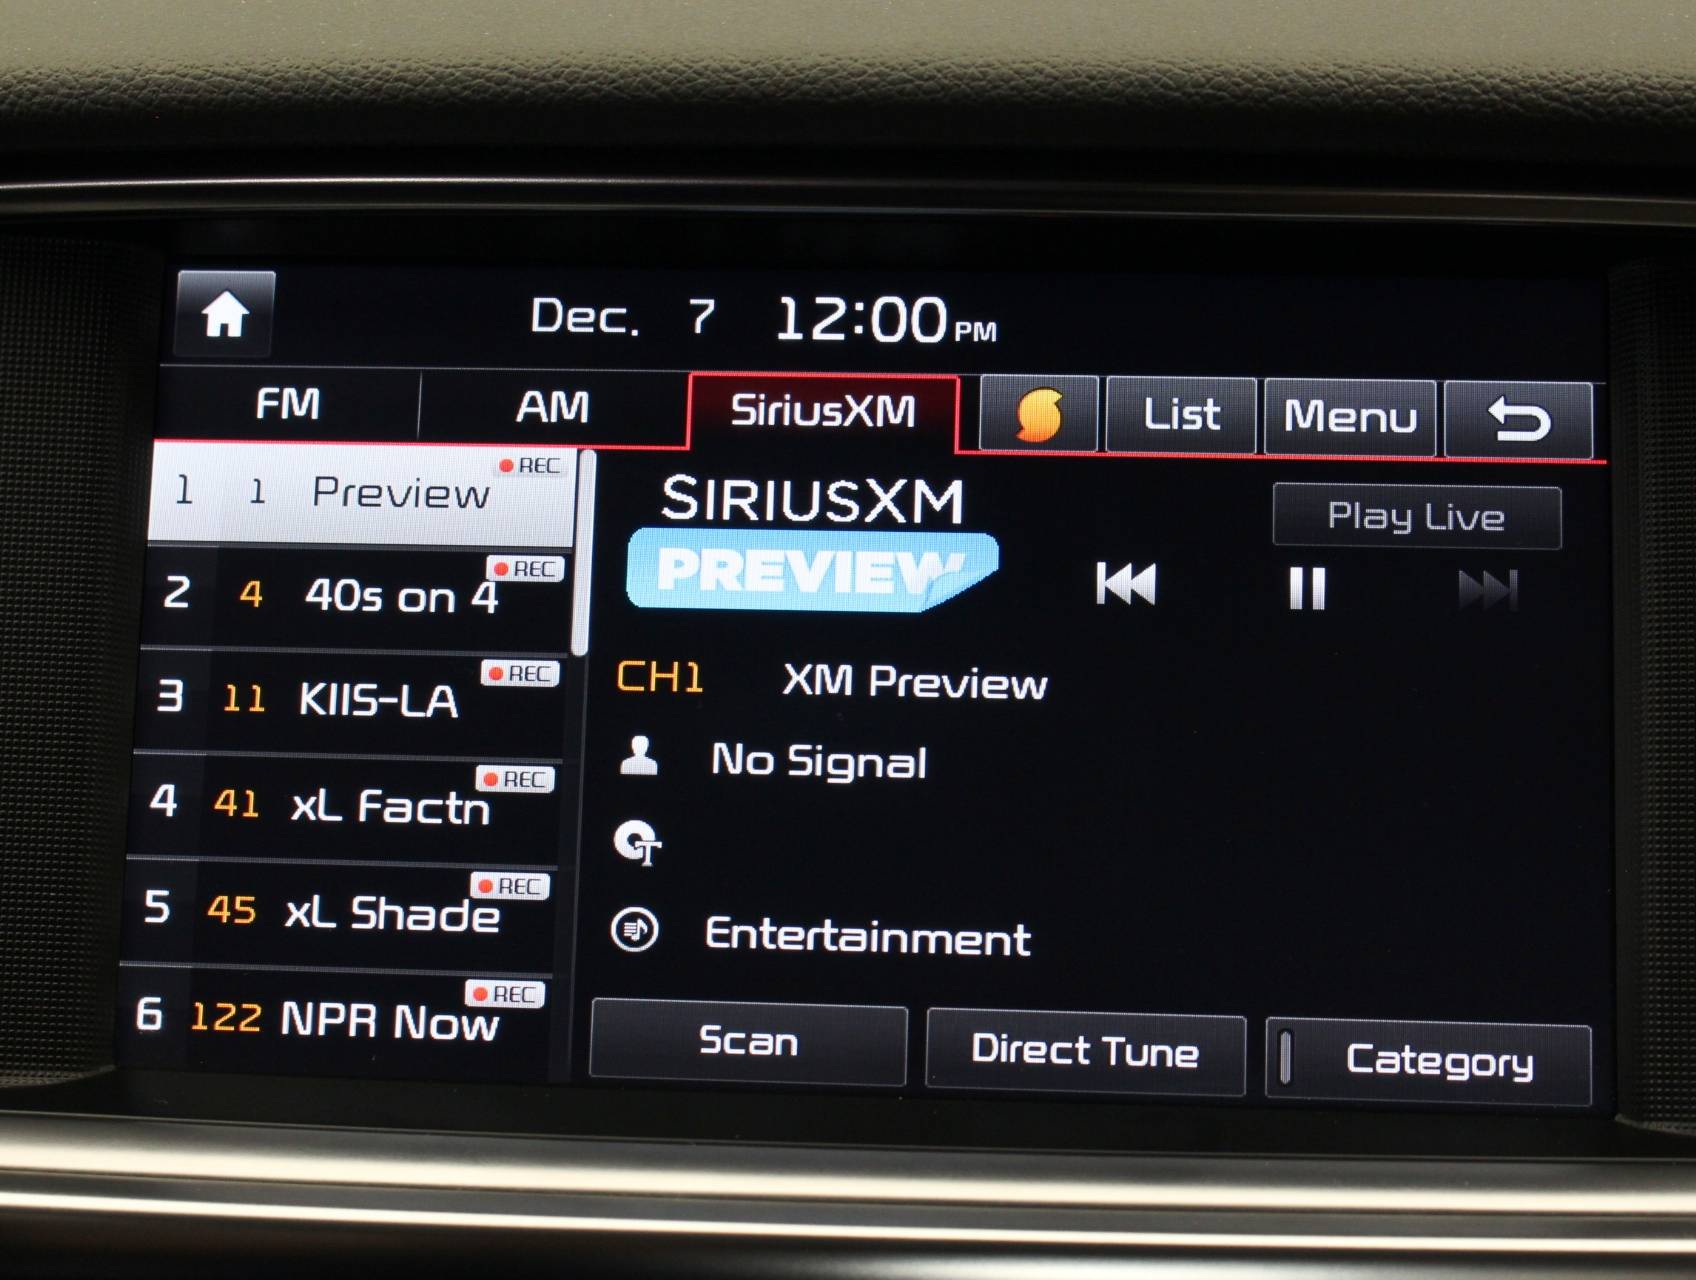 Dec. 7 12:00 PM
FM AM SiriusXM List Menu
1 1 Preview REC
2 4 40s on 4 REC
3 11 KIIS-LA REC
4 41 xL Factn REC
5 45 xL Shade REC
6 122 NPR Now REC
SIRIUSXM
PREVIEW
Play Live
CH1 XM Preview
No Signal
Entertainment
Scan Direct Tune Category